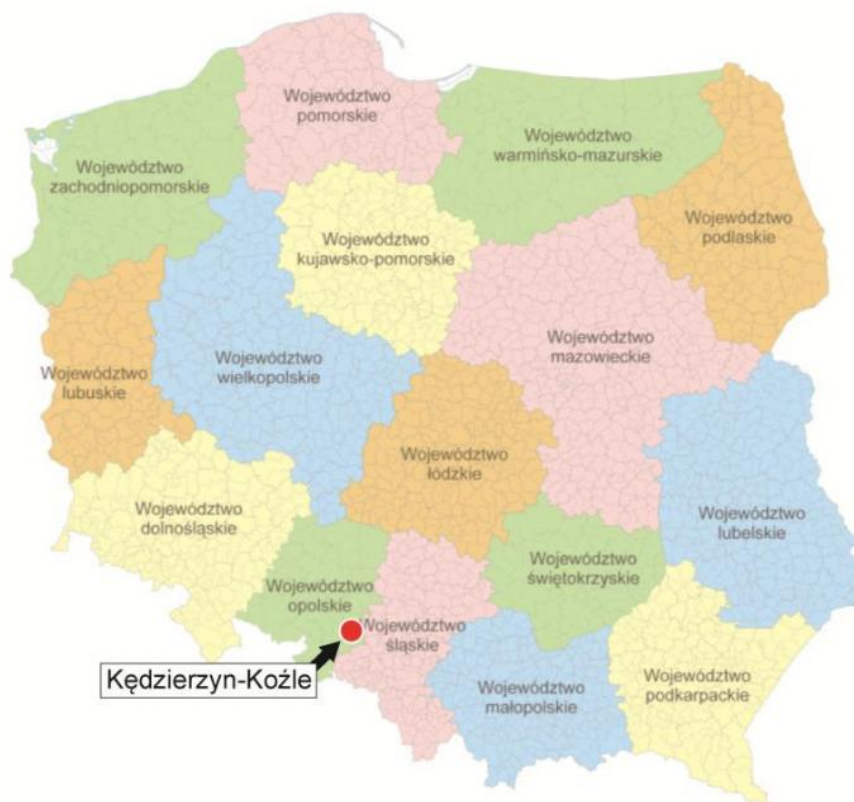 Województwo
pomorskie
Województwo
warmińsko-mazurskie
Województwo
zachodniopomorskie
Województwo
podlaskie
Województwo
kujawsko-pomorskie
Województwo
mazowieckie
Województwo
wielkopolskie
Województwo
lubuskie
Województwo
łódzkie
Województwo
dolnośląskie
Województwo
lubelskie
Województwo
świętokrzyskie
Województwo
opolskie
Województwo
śląskie
Kędzierzyn-Koźle
Województwo
małopolskie
Województwo
podkarpackie